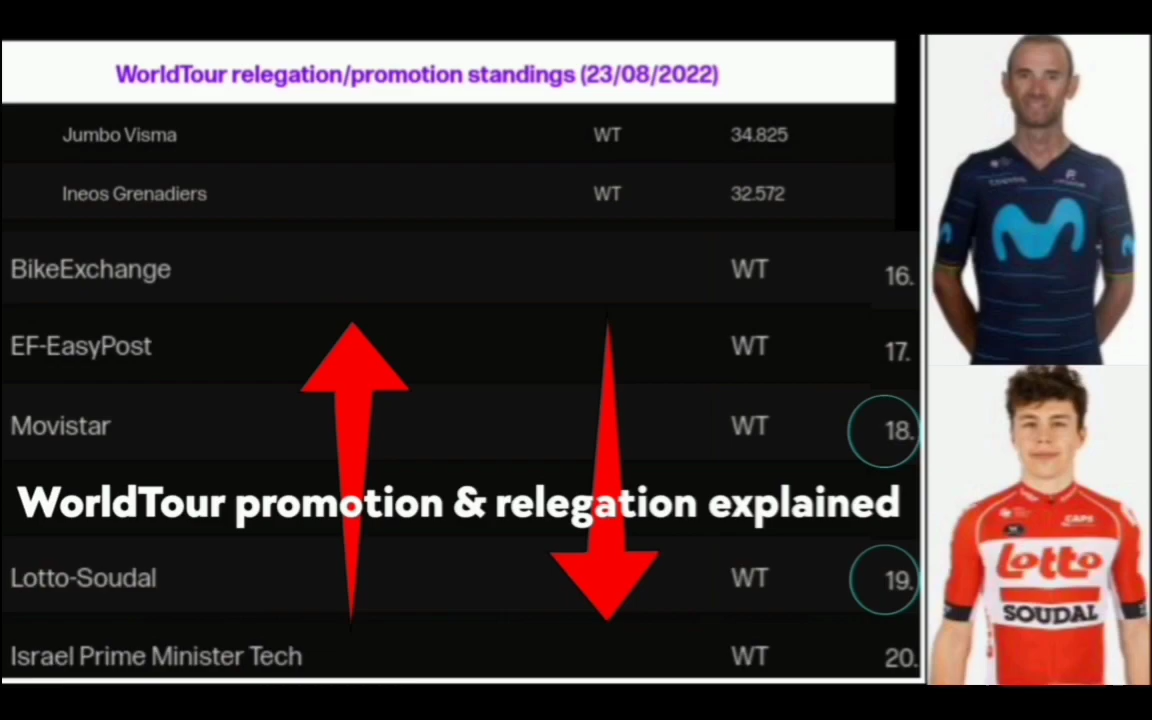 WorldTour relegation/promotion standings (23/08/2022)
Jumbo Visma WT 34.825
Ineos Grenadiers WT 32.572
BikeExchange WT 16.
EF-EasyPost WT 17.
Movistar WT 18.
WorldTour promotion & relegation explained
Lotto-Soudal WT 19.
Israel Prime Minister Tech WT 20.
CAPS
Lotto
SOUDAL